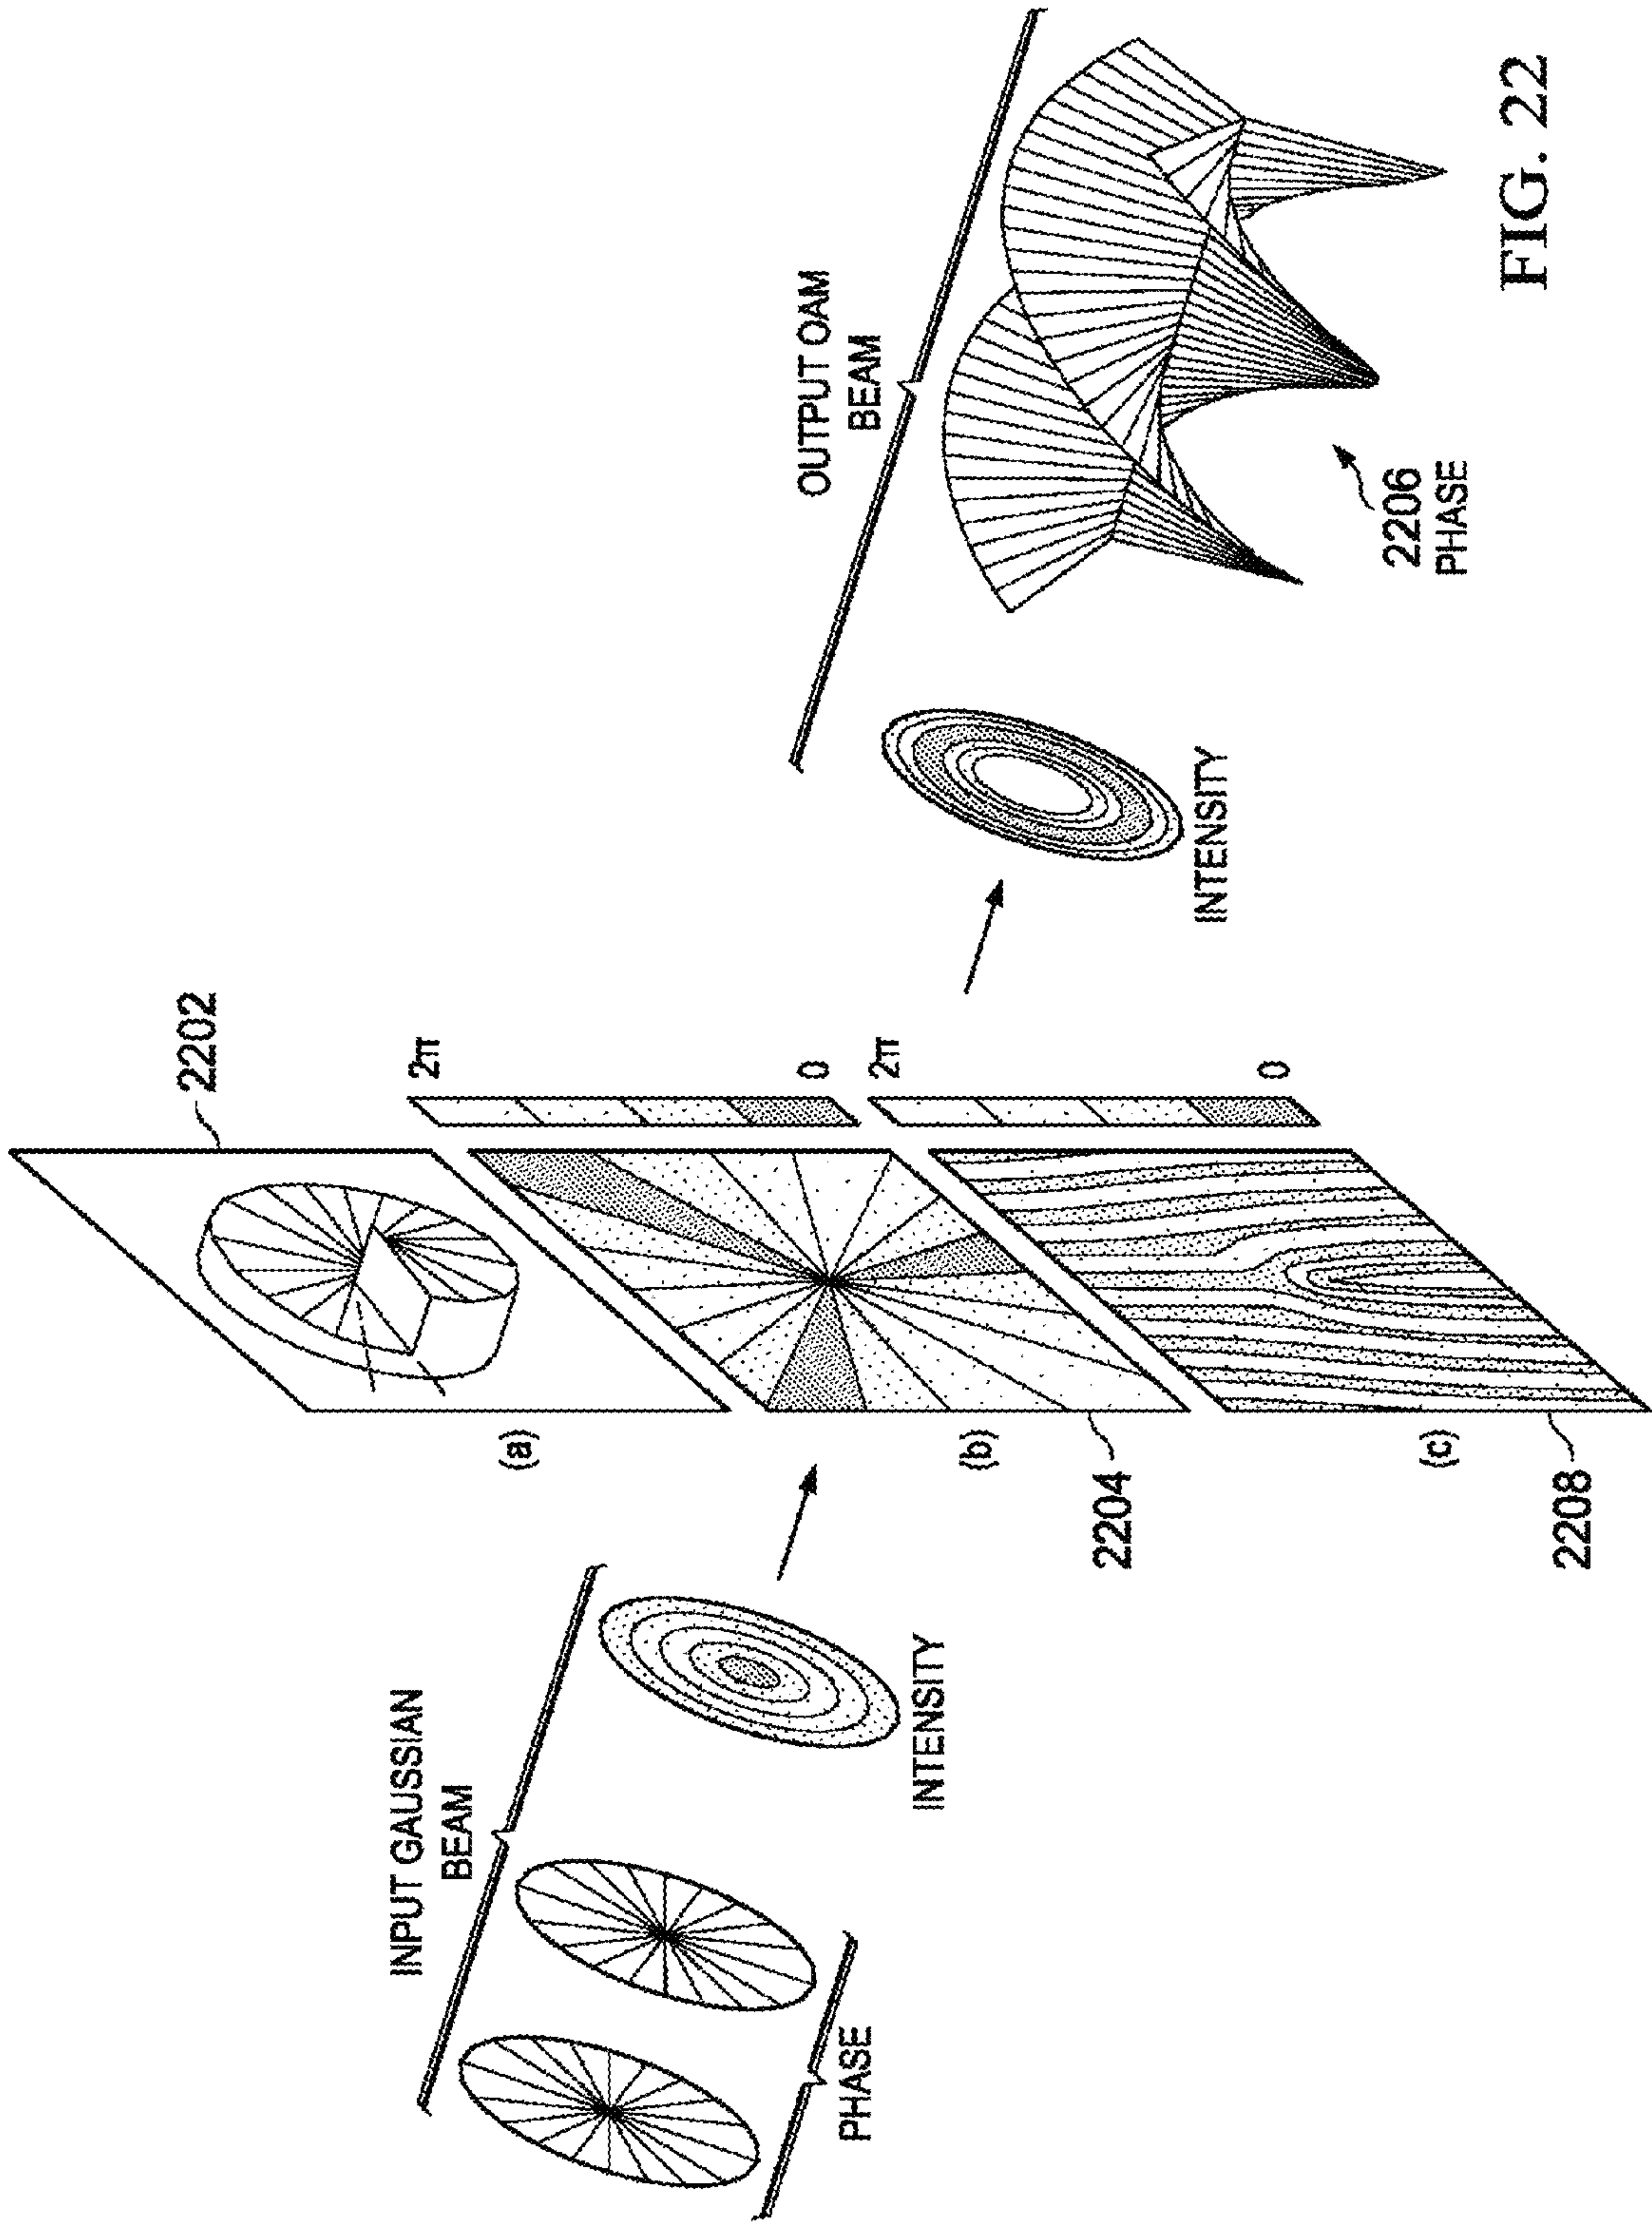 INPUT GAUSSIAN
BEAM
PHASE
INTENSITY
(a)
2202
2π
0
(b)
2204
2π
0
(c)
2208
OUTPUT OAM
BEAM
INTENSITY
2206
PHASE
FIG. 22